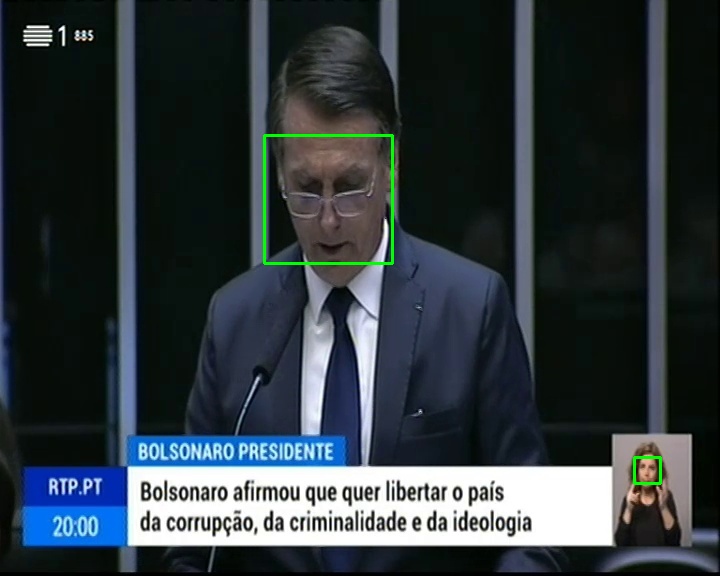 1 885
BOLSONARO PRESIDENTE
RTP.PT
Bolsonaro afirmou que quer libertar o país
20:00
da corrupção, da criminalidade e da ideologia